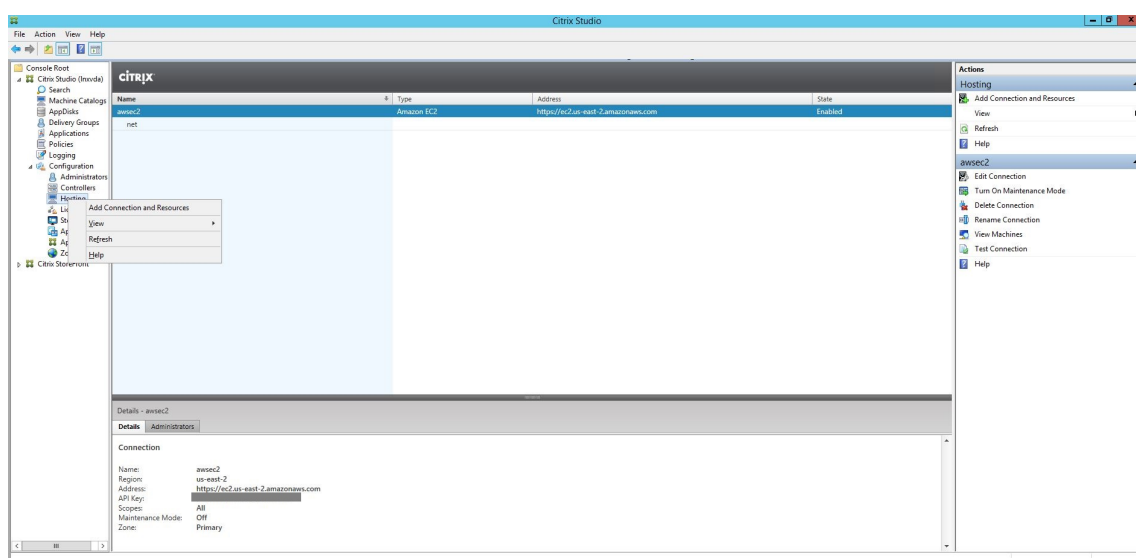 Citrix Studio
File Action View Help
Console Root
Citrix Studio (lnxvda)
Search
Machine Catalogs
AppDisks
Delivery Groups
Applications
Policies
Logging
Configuration
Administrators
Controllers
Hosting
Citrix StoreFront
Add Connection and Resources
View
Refresh
Help
CİTRIX
Name Type Address State
awsec2 Amazon EC2 https://ec2.us-east-2.amazonaws.com Enabled
net
Details - awsec2
Details Administrators
Connection
Name: awsec2
Region: us-east-2
Address: https://ec2.us-east-2.amazonaws.com
API Key:
Scopes: All
Maintenance Mode: Off
Zone: Primary
Actions
Hosting
Add Connection and Resources
View
Refresh
Help
awsec2
Edit Connection
Turn On Maintenance Mode
Delete Connection
Rename Connection
View Machines
Test Connection
Help